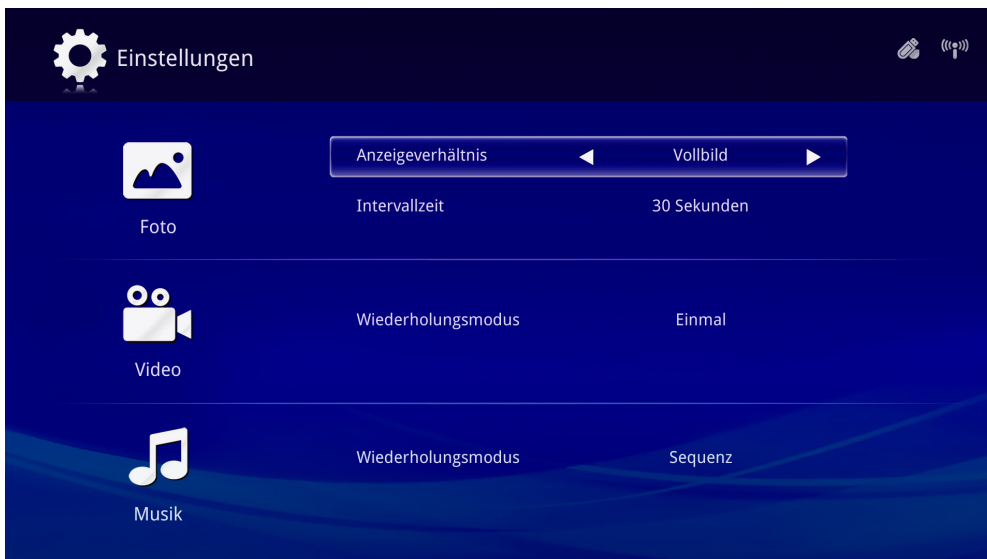 Einstellungen
Anzeigeverhältnis Vollbild
Intervallzeit 30 Sekunden
Foto
Wiederholungsmodus Einmal
Video
Wiederholungsmodus Sequenz
Musik